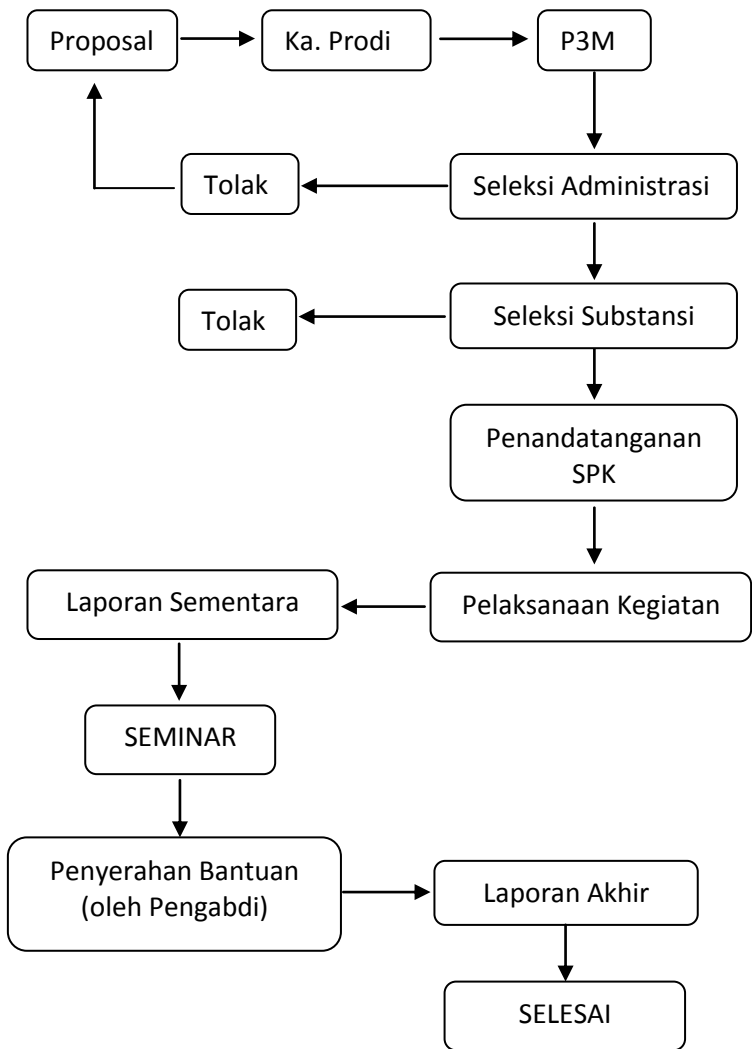 Proposal
Ka. Prodi
P3M
Tolak
Seleksi Administrasi
Tolak
Seleksi Substansi
Penandatanganan
SPK
Laporan Sementara
Pelaksanaan Kegiatan
SEMINAR
Penyerahan Bantuan
(oleh Pengabdi)
Laporan Akhir
SELESAI